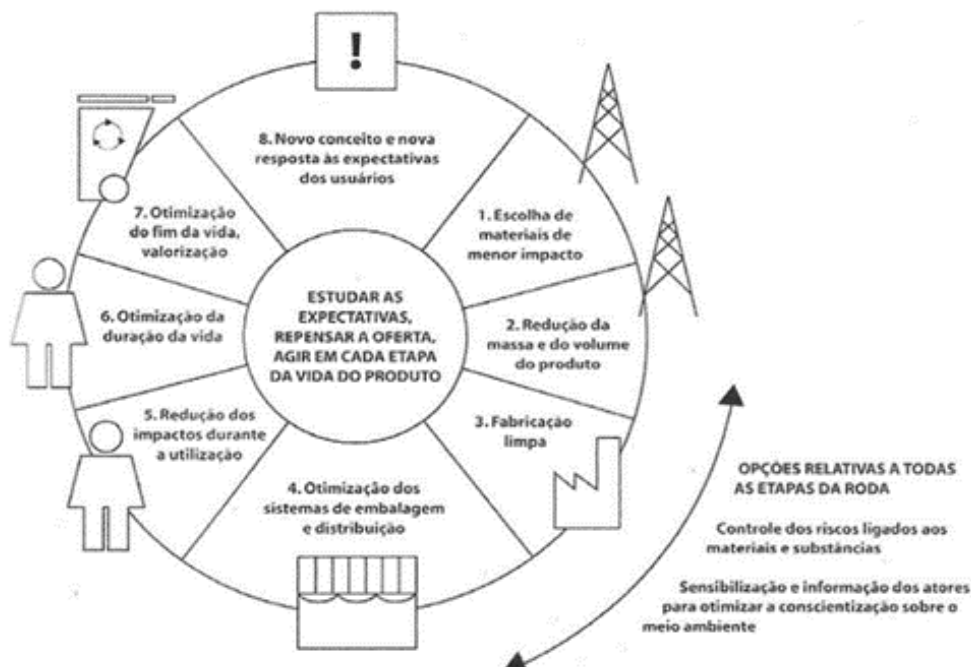 !
8. Novo conceito e nova
resposta às expectativas
dos usuários
1. Escolha de
materiais de
menor impacto
2. Redução da
massa e do volume
do produto
3. Fabricação
limpa
4. Otimização dos
sistemas de embalagem
e distribuição
5. Redução dos
impactos durante
a utilização
6. Otimização da
duração da vida
7. Otimização
do fim da vida,
valorização
ESTUDAR AS
EXPECTATIVAS,
REPENSAR A OFERTA,
AGIR EM CADA ETAPA
DA VIDA DO PRODUTO
OPÇÕES RELATIVAS A TODAS
AS ETAPAS DA RODA
Controle dos riscos ligados aos
materiais e substâncias
Sensibilização e informação dos atores
para otimizar a conscientização sobre o
meio ambiente